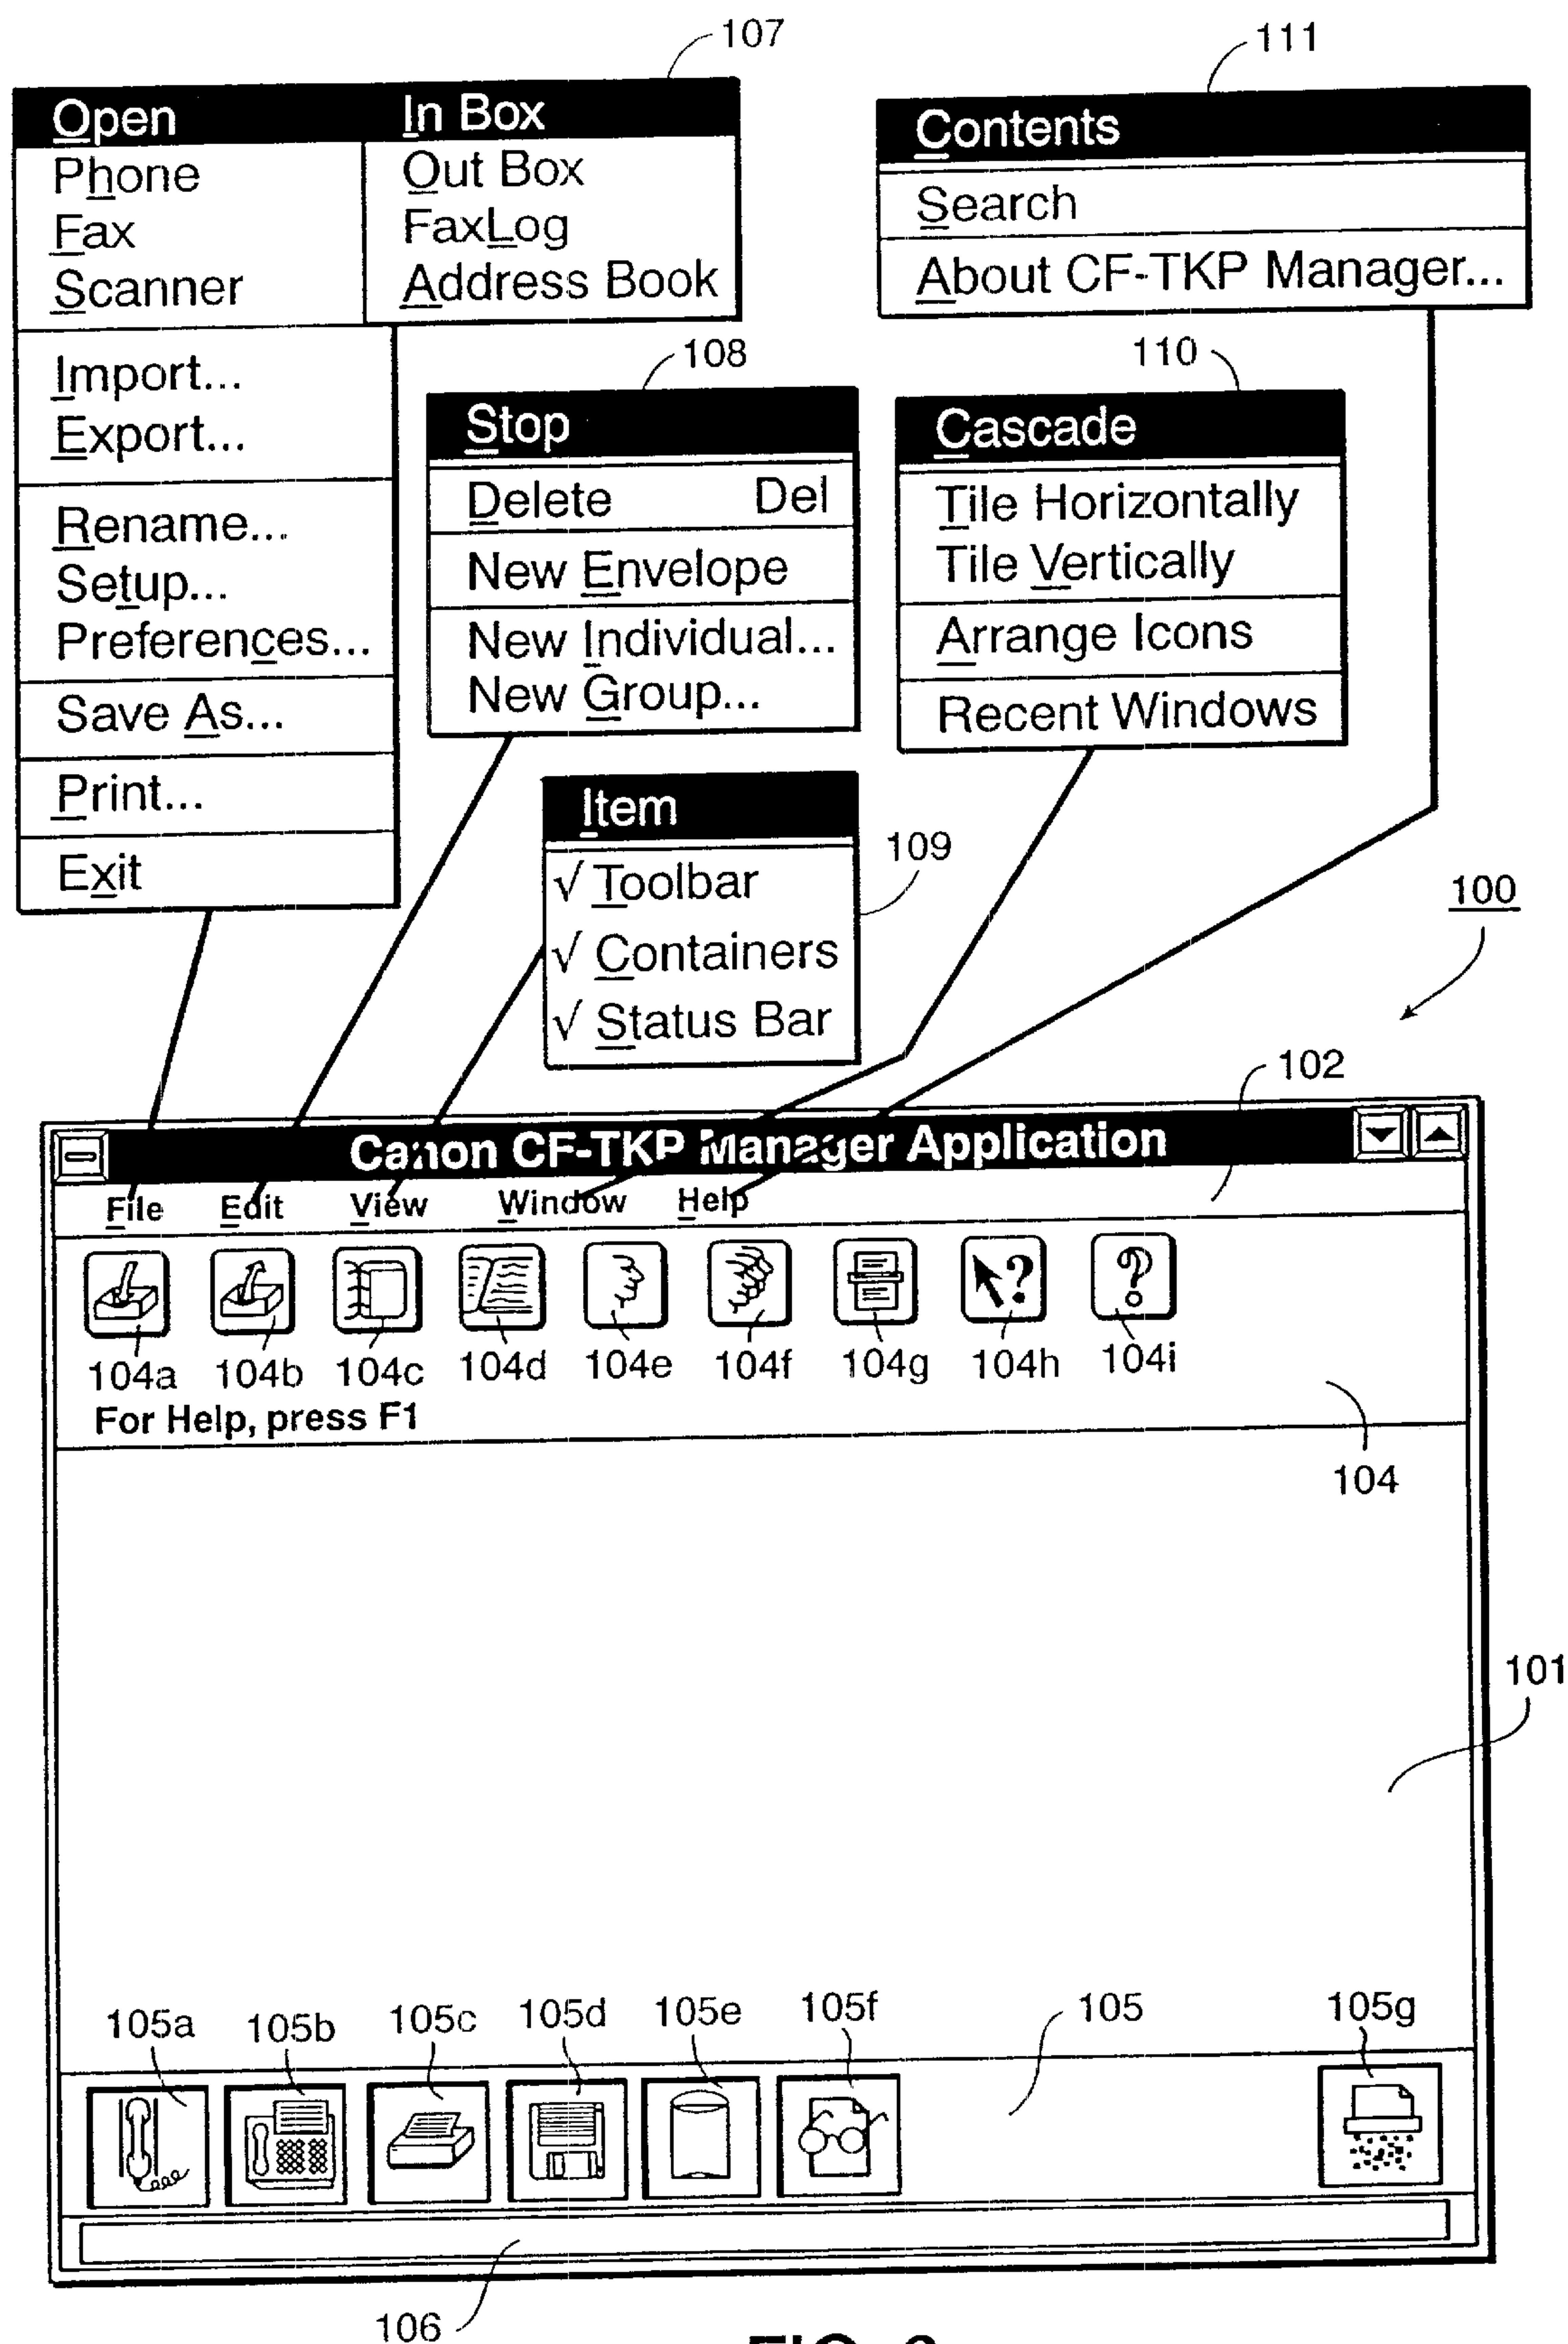 107
111
Open In Box
Phone Out Box
Fax FaxLog
Scanner Address Book
Import...
Export...
Rename...
Setup...
Preferences...
Save As...
Print...
Exit
Contents
Search
About CF-TKP Manager...
108
Stop
Delete Del
New Envelope
New Individual...
New Group...
110
Cascade
Tile Horizontally
Tile Vertically
Arrange Icons
Recent Windows
Item
√ Toolbar
√ Containers
√ Status Bar
109
100
102
Canon CF-TKP Manager Application
File Edit View Window Help
?
?
104a 104b 104c 104d 104e 104f 104g 104h 104i
For Help, press F1
104
101
105a 105b 105c 105d 105e 105f 105 105g
106